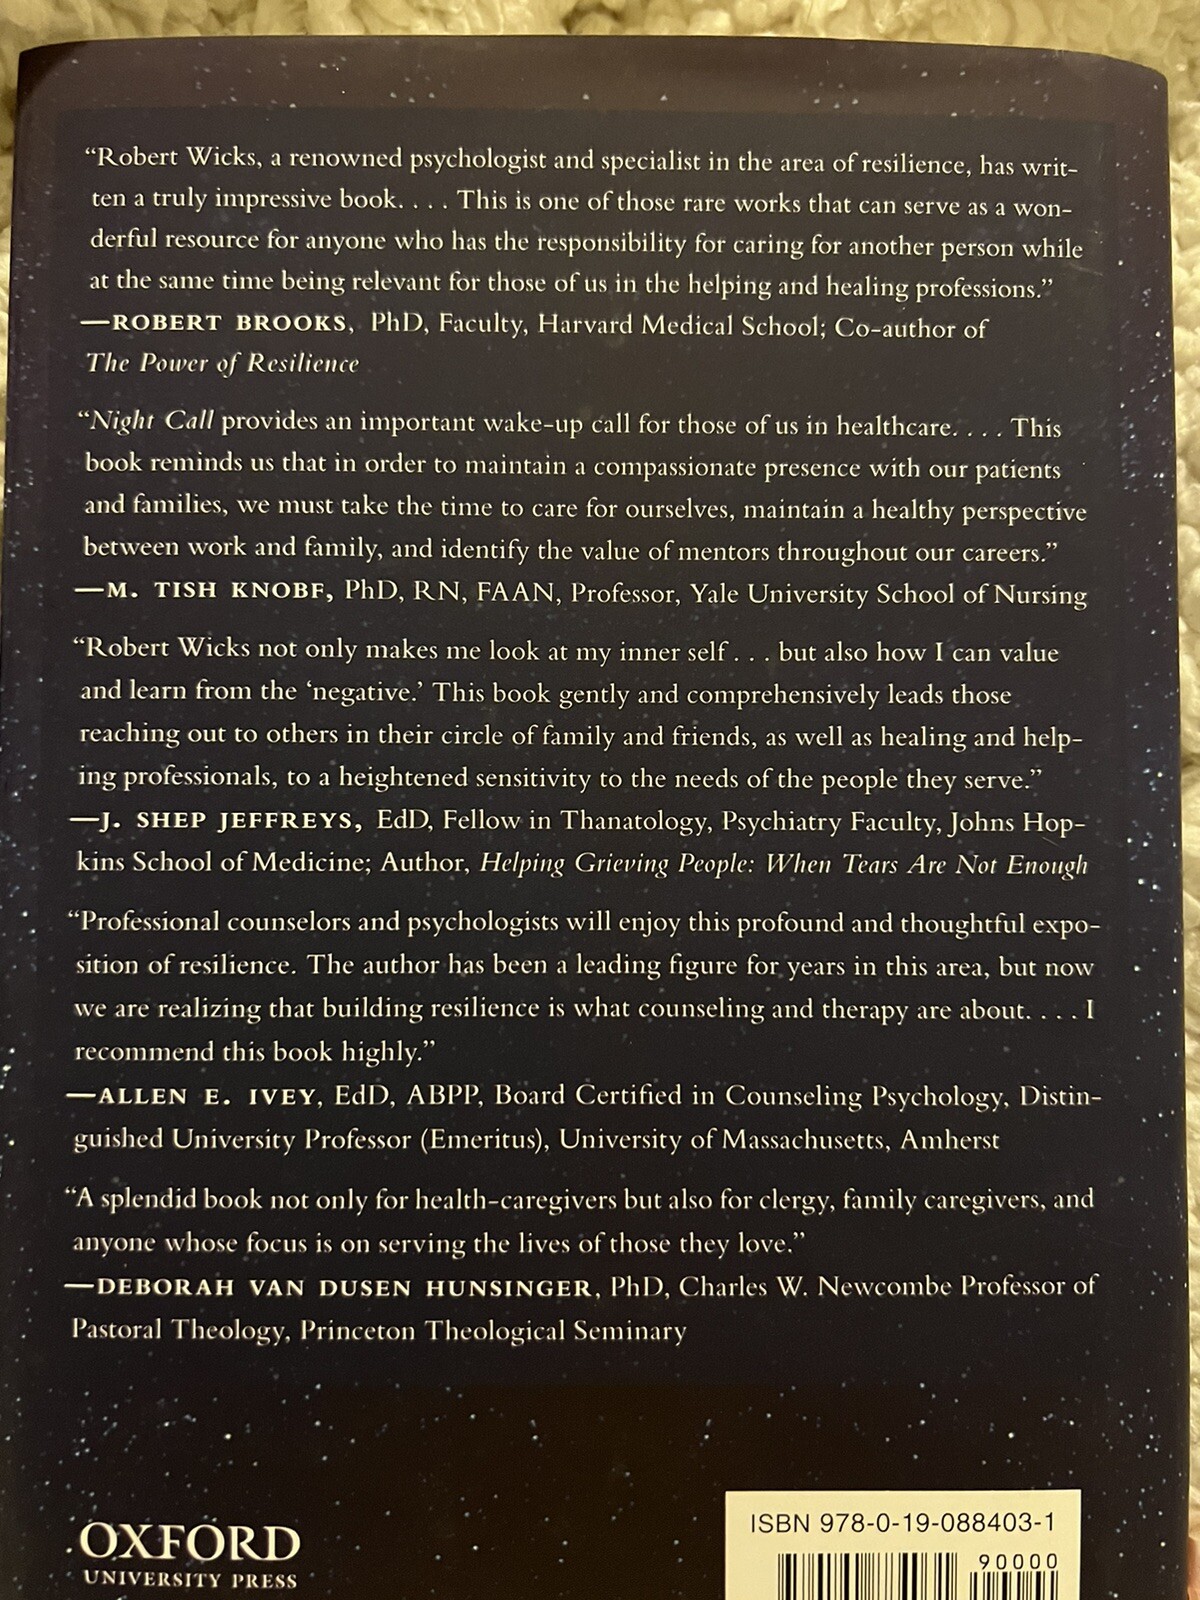 “Robert Wicks, a renowned psychologist and specialist in the area of resilience, has writ-
ten a truly impressive book. . . . This is one of those rare works that can serve as a won-
derful resource for anyone who has the responsibility for caring for another person while
at the same time being relevant for those of us in the helping and healing professions.”
—ROBERT BROOKS, PhD, Faculty, Harvard Medical School; Co-author of
The Power of Resilience
“Night Call provides an important wake-up call for those of us in healthcare. . . . This
book reminds us that in order to maintain a compassionate presence with our patients
and families, we must take the time to care for ourselves, maintain a healthy perspective
between work and family, and identify the value of mentors throughout our careers.”
—M. TISH KNOBF, PhD, RN, FAAN, Professor, Yale University School of Nursing
“Robert Wicks not only makes me look at my inner self . . . but also how I can value
and learn from the ‘negative.’ This book gently and comprehensively leads those
reaching out to others in their circle of family and friends, as well as healing and help-
ing professionals, to a heightened sensitivity to the needs of the people they serve.”
—J. SHEP JEFFREYS, EdD, Fellow in Thanatology, Psychiatry Faculty, Johns Hop-
kins School of Medicine; Author, Helping Grieving People: When Tears Are Not Enough
“Professional counselors and psychologists will enjoy this profound and thoughtful expo-
sition of resilience. The author has been a leading figure for years in this area, but now
we are realizing that building resilience is what counseling and therapy are about. . . . I
recommend this book highly.”
—ALLEN E. IVEY, EdD, ABPP, Board Certified in Counseling Psychology, Distin-
guished University Professor (Emeritus), University of Massachusetts, Amherst
“A splendid book not only for health-caregivers but also for clergy, family caregivers, and
anyone whose focus is on serving the lives of those they love.”
—DEBORAH VAN DUSEN HUNSINGER, PhD, Charles W. Newcombe Professor of
Pastoral Theology, Princeton Theological Seminary
OXFORD
UNIVERSITY PRESS
ISBN 978-0-19-088403-1
90000